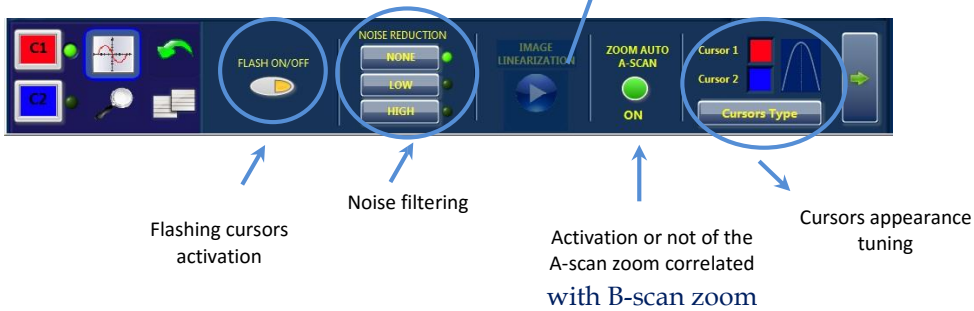 C1
C2
FLASH ON/OFF
NOISE REDUCTION
NONE
LOW
HIGH
IMAGE
LINEARIZATION
ZOOM AUTO
A-SCAN
ON
Cursor 1
Cursor 2
Cursors Type
Flashing cursors
activation
Noise filtering
Activation or not of the
A-scan zoom correlated
with B-scan zoom
Cursors appearance
tuning